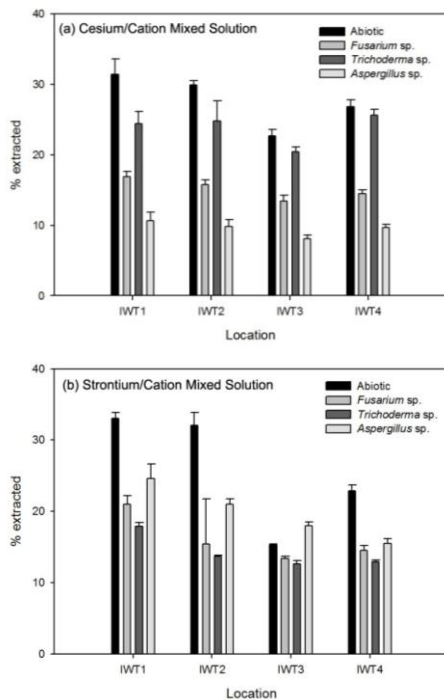 (a) Cesium/Cation Mixed Solution
Abiotic
Fusarium sp.
Trichoderma sp.
Aspergillus sp.
40
30
20
10
0
% extracted
IWT1 IWT2 IWT3 IWT4
Location
(b) Strontium/Cation Mixed Solution
Abiotic
Fusarium sp.
Trichoderma sp.
Aspergillus sp.
40
30
20
10
0
% extracted
IWT1 IWT2 IWT3 IWT4
Location